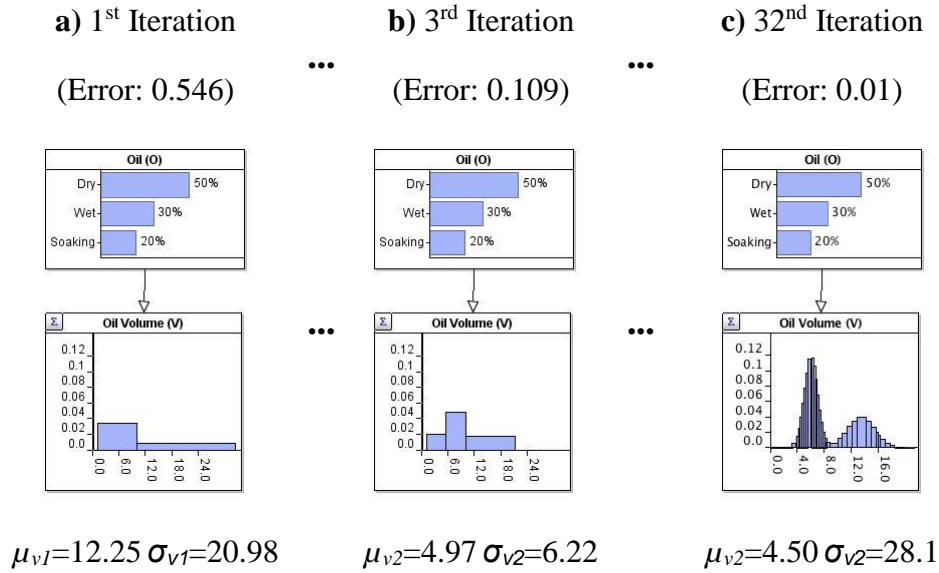 a) 1st Iteration
(Error: 0.546)
Oil (O)
Dry 50%
Wet 30%
Soaking 20%
Σ Oil Volume (V)
0.12
0.1
0.08
0.06
0.04
0.02
0.0
0.0 6.0 12.0 18.0 24.0
μv1=12.25 σv1=20.98
...
...
b) 3rd Iteration
(Error: 0.109)
Oil (O)
Dry 50%
Wet 30%
Soaking 20%
Σ Oil Volume (V)
0.12
0.1
0.08
0.06
0.04
0.02
0.0
0.0 6.0 12.0 18.0 24.0
μv2=4.97 σv2=6.22
...
...
c) 32nd Iteration
(Error: 0.01)
Oil (O)
Dry 50%
Wet 30%
Soaking 20%
Σ Oil Volume (V)
0.12
0.1
0.08
0.06
0.04
0.02
0.0
0.0 4.0 8.0 12.0 16.0
μv2=4.50 σv2=28.1